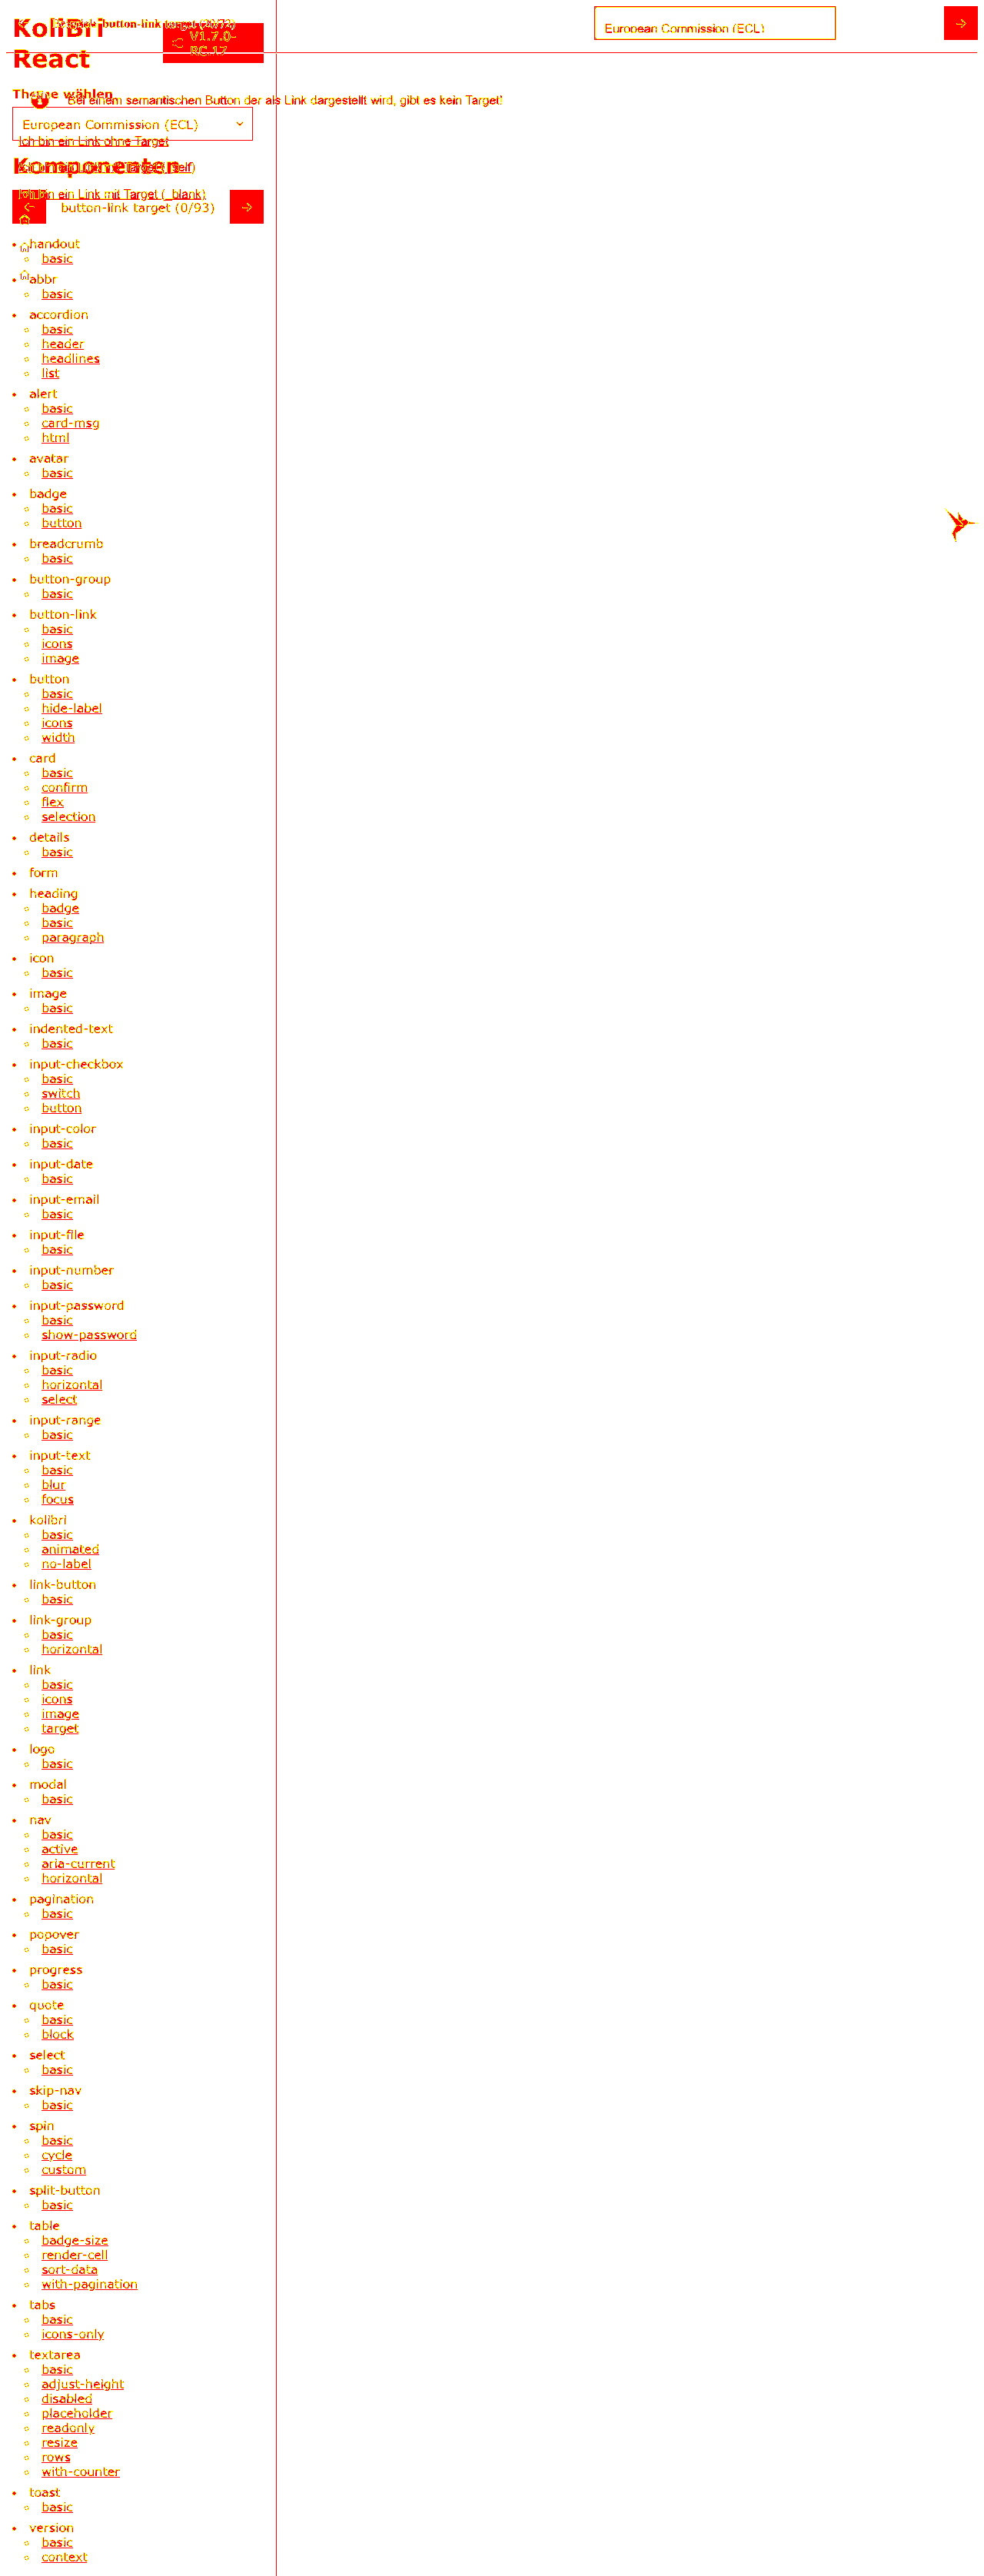 KoliBri
button-link
V1.7.0-
RC.17
React
European Commission (ECL)
Theme wählen
Bei einem semantischen Button der als Link dargestellt wird, gibt es kein Target!
European Commission (ECL)
Ich bin ein Link ohne Target
Komponenten
Ich bin ein Link mit Target (_blank)
button-link target (0/93)
handout
basic
abbr
basic
accordion
basic
header
headlines
list
alert
basic
card-msg
html
avatar
basic
badge
basic
button
breadcrumb
basic
button-group
basic
button-link
basic
icons
image
button
basic
hide-label
icons
width
card
basic
confirm
flex
selection
details
basic
form
heading
badge
basic
paragraph
icon
basic
image
basic
indented-text
basic
input-checkbox
basic
switch
button
input-color
basic
input-date
basic
input-email
basic
input-file
basic
input-number
basic
input-password
basic
show-password
input-radio
basic
horizontal
select
input-range
basic
input-text
basic
blur
focus
kolibri
basic
animated
no-label
link-button
basic
link-group
basic
horizontal
link
basic
icons
image
target
logo
basic
modal
basic
nav
basic
active
aria-current
horizontal
pagination
basic
popover
basic
progress
basic
quote
basic
block
select
basic
skip-nav
basic
spin
basic
cycle
custom
split-button
basic
table
badge-size
render-cell
sort-data
with-pagination
tabs
basic
icons-only
textarea
basic
adjust-height
disabled
placeholder
readonly
resize
rows
with-counter
toast
basic
version
basic
context